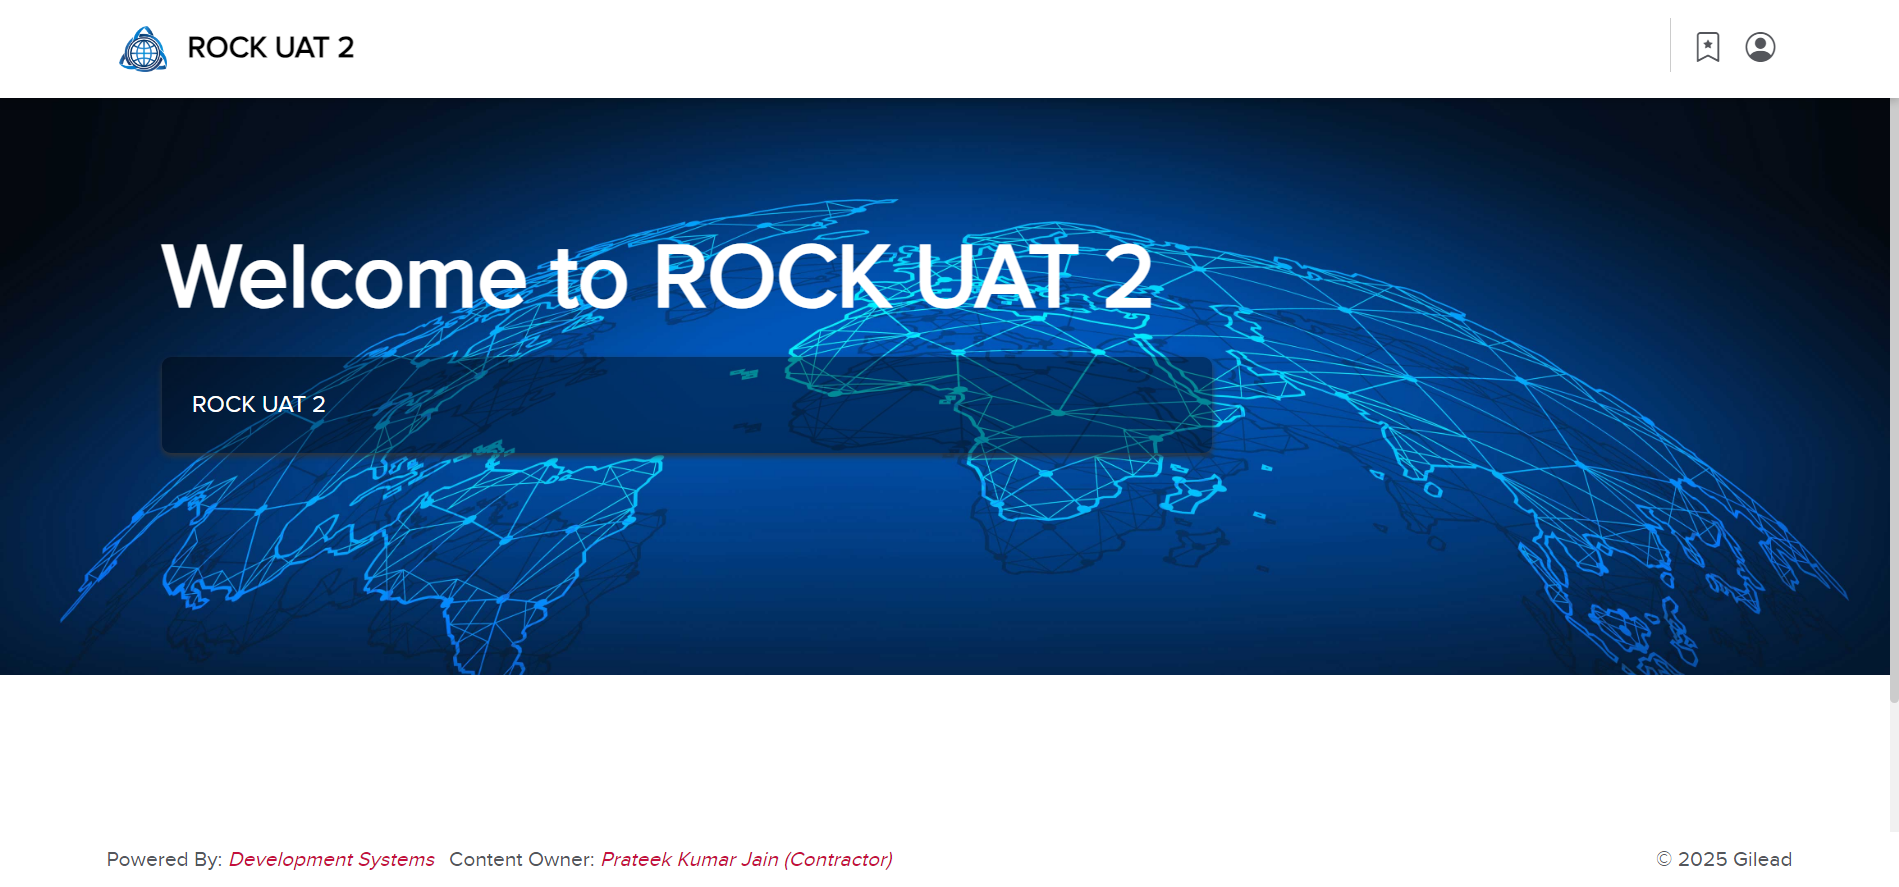 ROCK UAT 2
Welcome to ROCK UAT 2
ROCK UAT 2
Powered By: Development Systems Content Owner: Prateek Kumar Jain (Contractor)
© 2025 Gilead